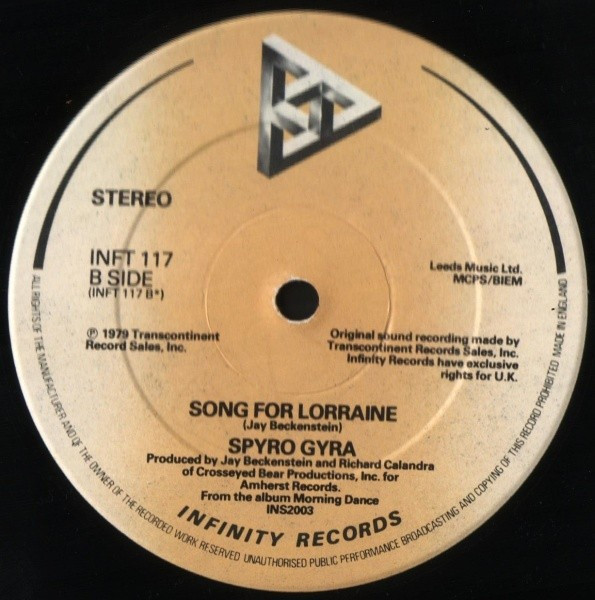 STEREO
INFT 117
B SIDE
(INFT 117 B*)
Leeds Music Ltd.
MCPS/BIEM
℗ 1979 Transcontinent
Record Sales, Inc.
Original sound recording made by
Transcontinent Records Sales, Inc.
Infinity Records have exclusive
rights for U.K.
SONG FOR LORRAINE
(Jay Beckenstein)
SPYRO GYRA
Produced by Jay Beckenstein and Richard Calandra
of Crosseyed Bear Productions, Inc. for
Amherst Records.
From the album Morning Dance
INS2003
INFINITY RECORDS
ALL RIGHTS OF THE MANUFACTURER AND OF THE OWNER OF THE RECORDED WORK RESERVED UNAUTHORISED PUBLIC PERFORMANCE BROADCASTING AND COPYING OF THIS RECORD PROHIBITED MADE IN ENGLAND